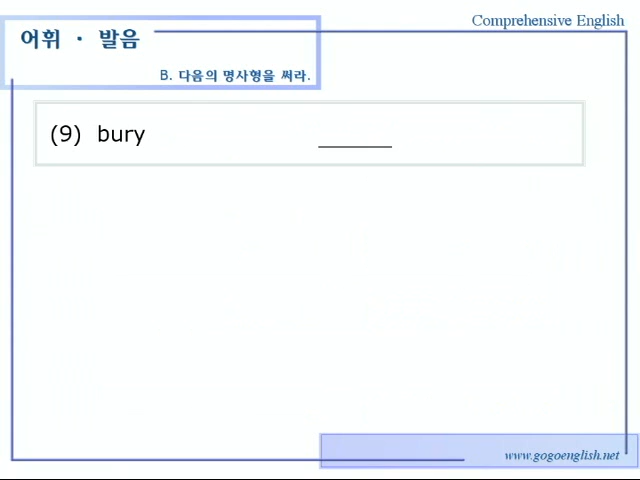 Comprehensive English
어휘 · 발음
B. 다음의 명사형을 써라.
(9) bury ______
www.gogoenglish.net